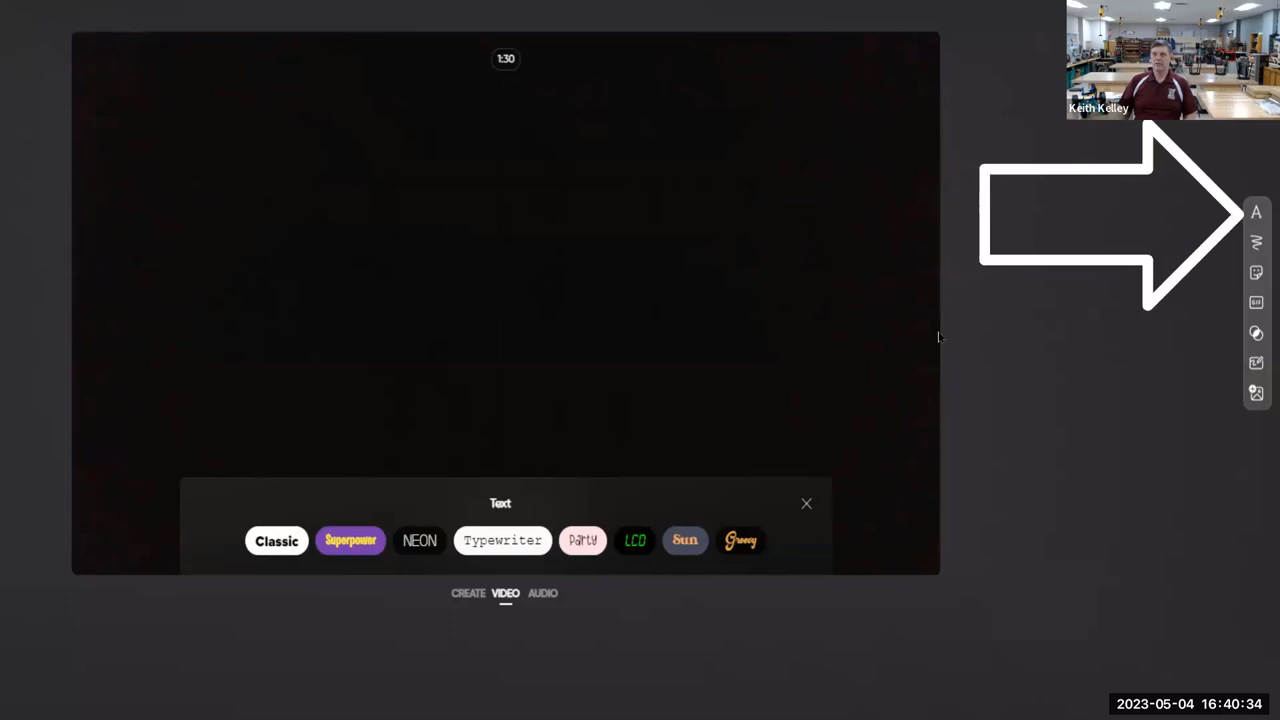 1:30
Keith Kelley
A
GIF
Text
Classic Superpower NEON Typewriter Party LCD Sun Groovy
CREATE VIDEO AUDIO
2023-05-04 16:40:34